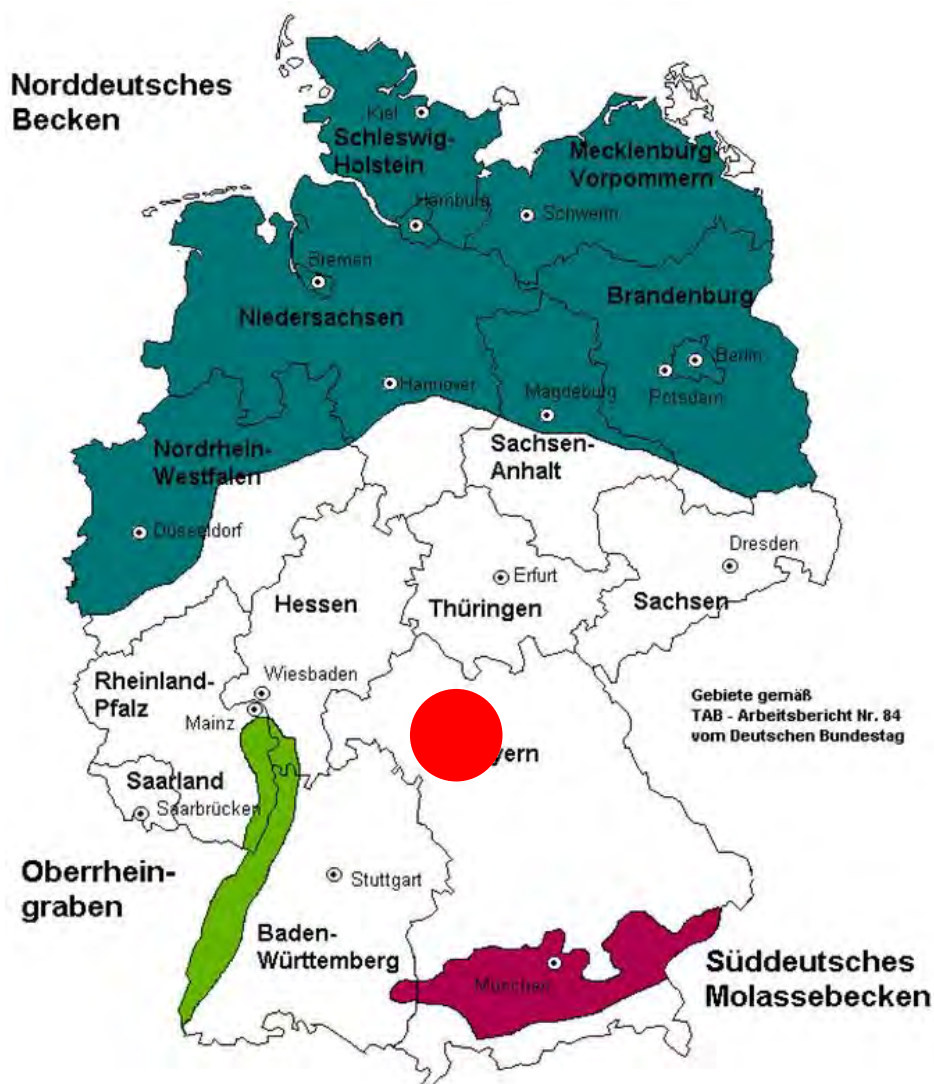 Norddeutsches
Becken
Kiel
Schleswig-
Holstein
Mecklenburg-
Vorpommern
Hamburg
Schwerin
Bremen
Brandenburg
Niedersachsen
Berlin
Hannover
Magdeburg
Potsdam
Nordrhein-
Westfalen
Sachsen-
Anhalt
Düsseldorf
Dresden
Erfurt
Hessen
Thüringen
Sachsen
Wiesbaden
Rheinland-
Pfalz
Mainz
Gebiete gemäß
TAB - Arbeitsbericht Nr. 84
vom Deutschen Bundestag
yern
Saarland
Saarbrücken
Oberrhein-
graben
Stuttgart
Baden-
Württemberg
München
Süddeutsches
Molassebecken